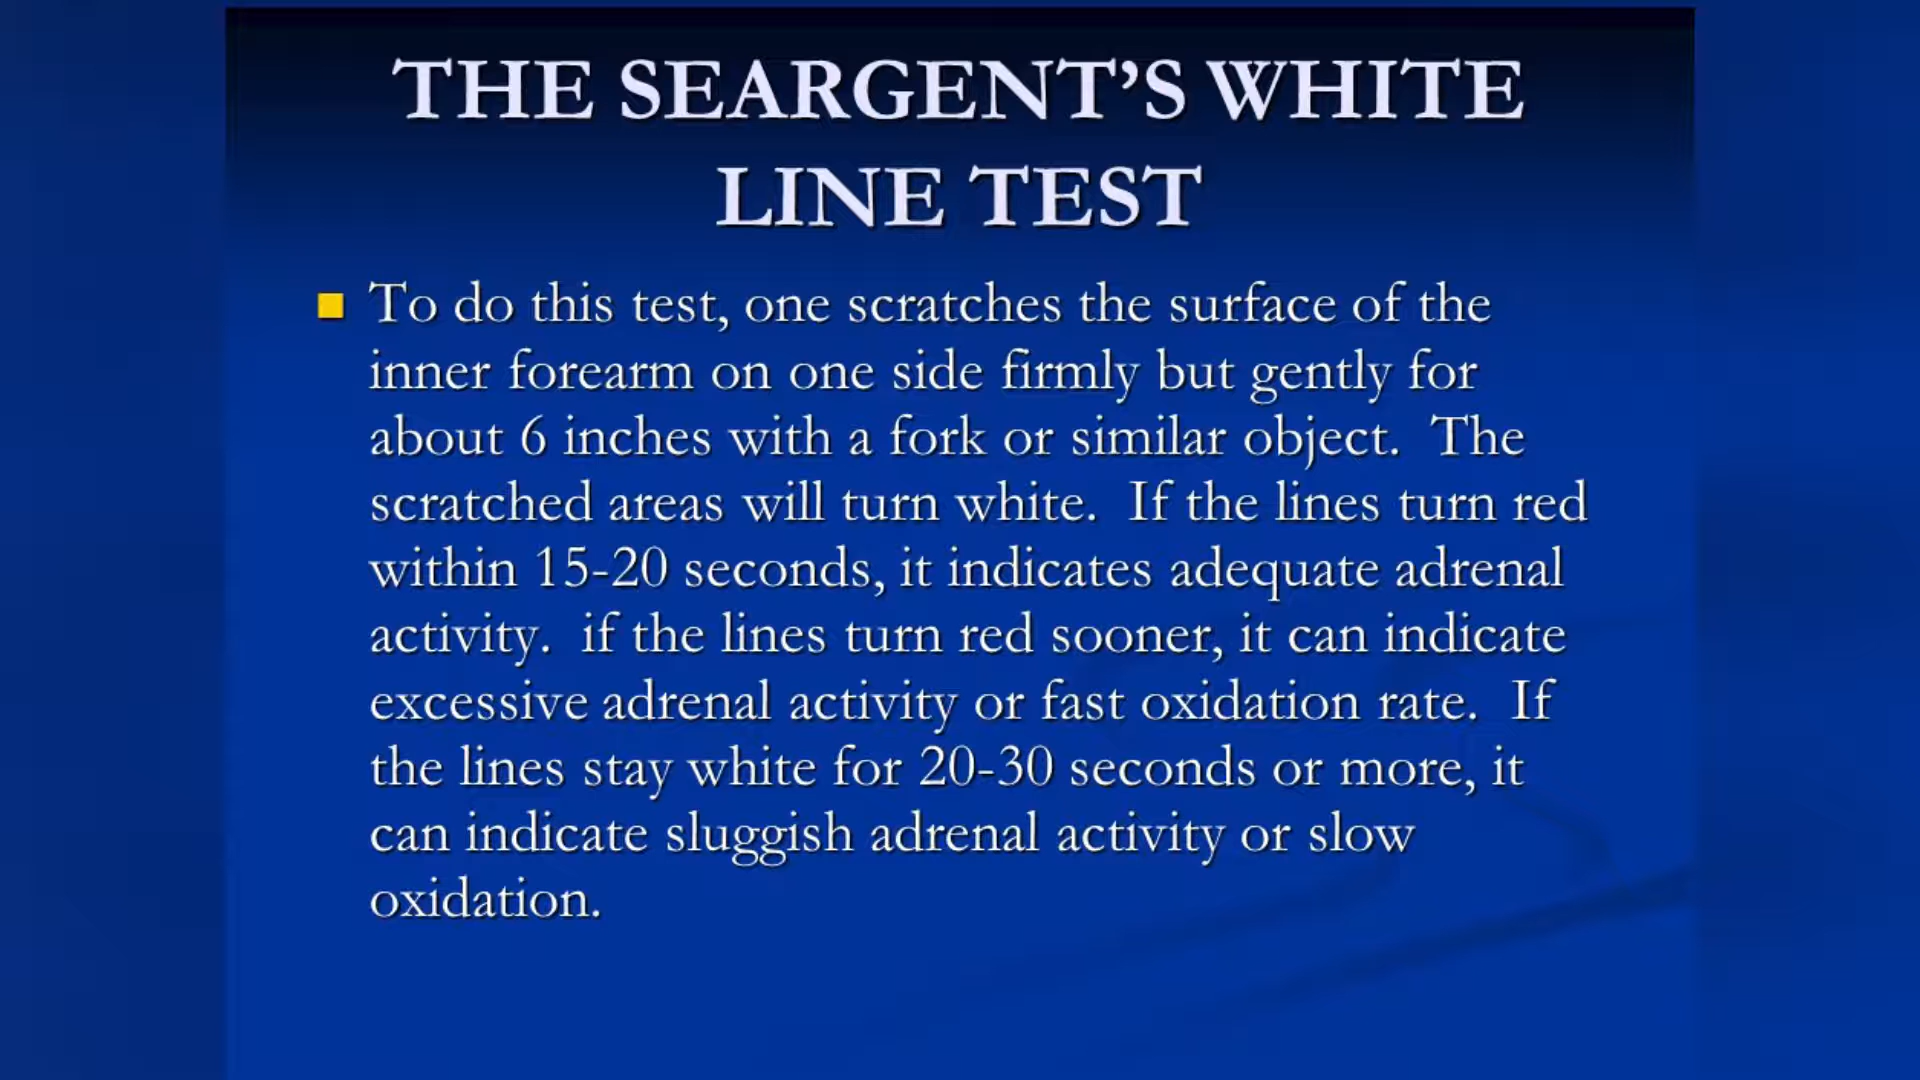 THE SEARGENT’S WHITE
LINE TEST
To do this test, one scratches the surface of the
inner forearm on one side firmly but gently for
about 6 inches with a fork or similar object.  The
scratched areas will turn white.  If the lines turn red
within 15-20 seconds, it indicates adequate adrenal
activity.  if the lines turn red sooner, it can indicate
excessive adrenal activity or fast oxidation rate.  If
the lines stay white for 20-30 seconds or more, it
can indicate sluggish adrenal activity or slow
oxidation.